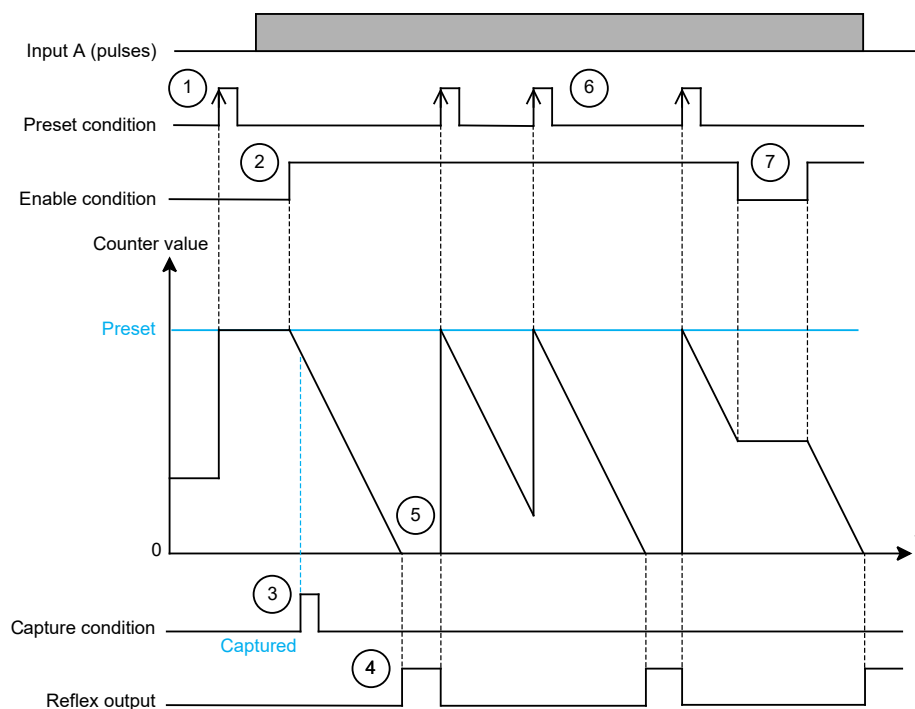 Input A (pulses)
1
6
Preset condition
2
7
Enable condition
Counter value
Preset
5
0
3
Capture condition
Captured
4
Reflex output